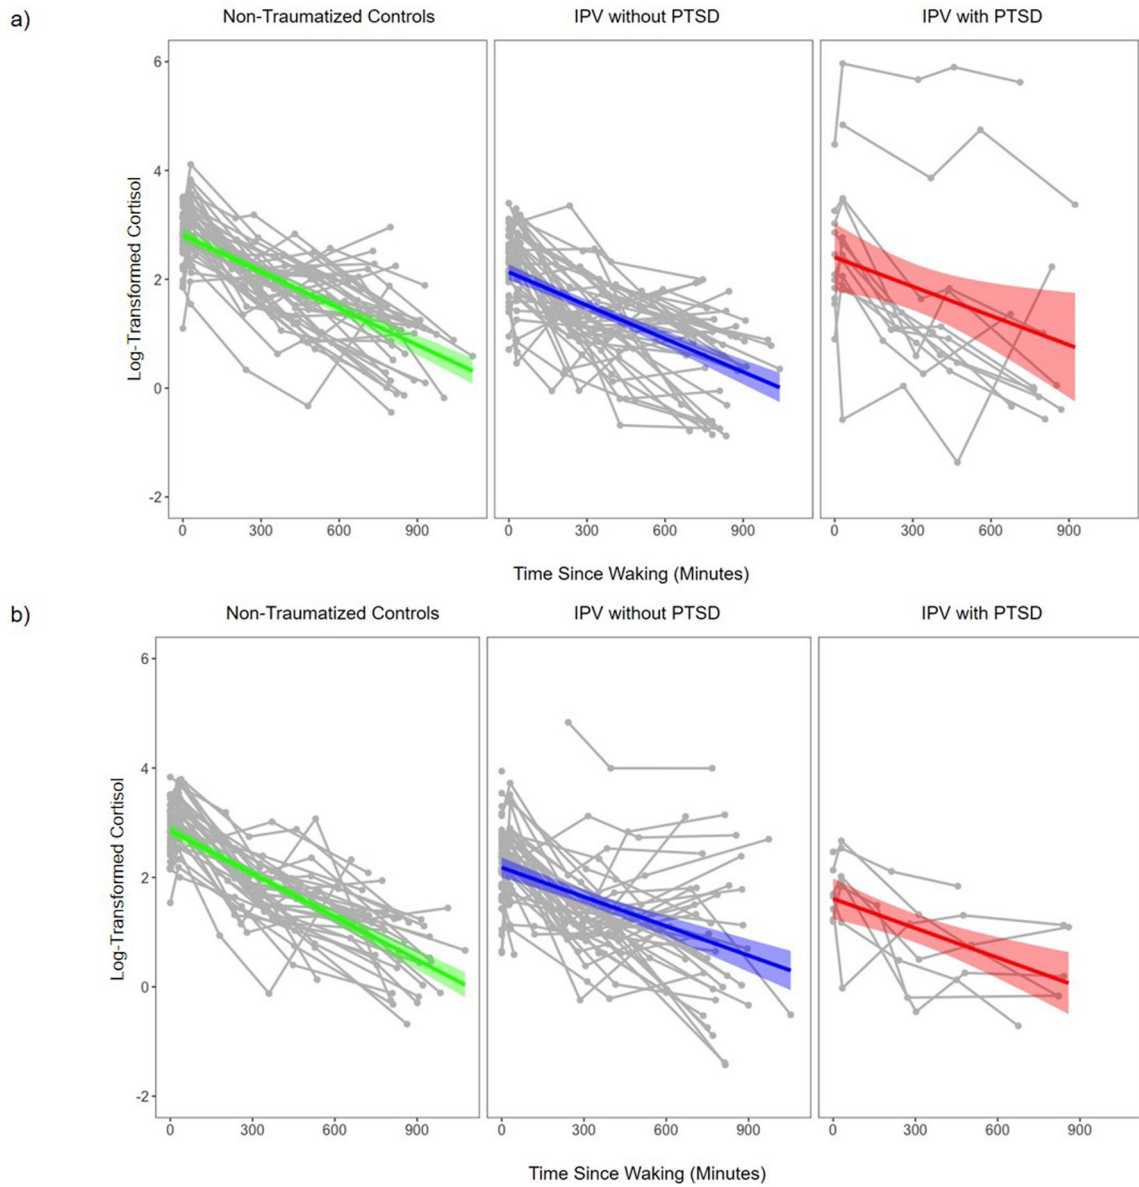 a)
Non-Traumatized Controls IPV without PTSD IPV with PTSD
6
4
2
0
-2
Log-Transformed Cortisol
0 300 600 900 0 300 600 900 0 300 600 900
Time Since Waking (Minutes)
b)
Non-Traumatized Controls IPV without PTSD IPV with PTSD
6
4
2
0
-2
Log-Transformed Cortisol
0 300 600 900 0 300 600 900 0 300 600 900
Time Since Waking (Minutes)